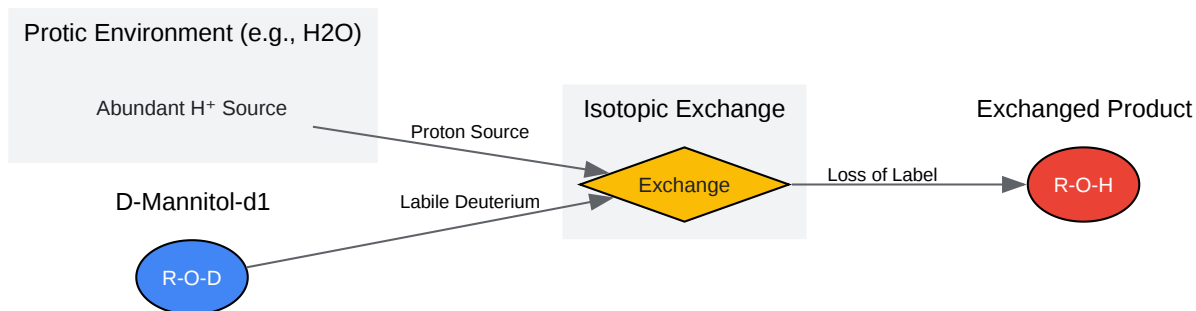 Protic Environment (e.g., H2O)
Abundant H⁺ Source
Proton Source
Isotopic Exchange
Exchange
Exchanged Product
Loss of Label
R-O-H
D-Mannitol-d1
Labile Deuterium
R-O-D